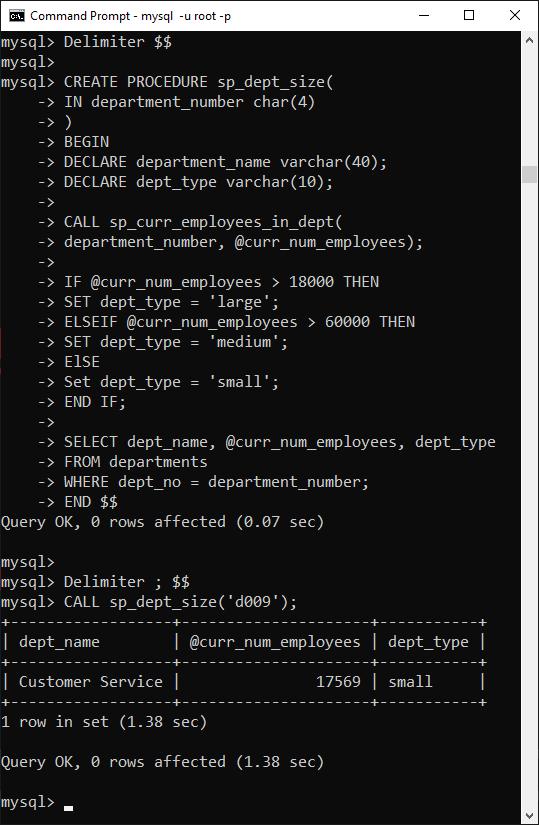 Command Prompt - mysql  -u root -p
mysql> Delimiter $$
mysql>
mysql> CREATE PROCEDURE sp_dept_size(
    -> IN department_number char(4)
    -> )
    -> BEGIN
    -> DECLARE department_name varchar(40);
    -> DECLARE dept_type varchar(10);
    ->
    -> CALL sp_curr_employees_in_dept(
    -> department_number, @curr_num_employees);
    ->
    -> IF @curr_num_employees > 18000 THEN
    -> SET dept_type = 'large';
    -> ELSEIF @curr_num_employees > 60000 THEN
    -> SET dept_type = 'medium';
    -> ElSE
    -> Set dept_type = 'small';
    -> END IF;
    ->
    -> SELECT dept_name, @curr_num_employees, dept_type
    -> FROM departments
    -> WHERE dept_no = department_number;
    -> END $$
Query OK, 0 rows affected (0.07 sec)

mysql>
mysql> Delimiter ; $$
mysql> CALL sp_dept_size('d009');
+------------------+---------------------+-----------+
| dept_name        | @curr_num_employees | dept_type |
+------------------+---------------------+-----------+
| Customer Service |               17569 | small     |
+------------------+---------------------+-----------+
1 row in set (1.38 sec)

Query OK, 0 rows affected (1.38 sec)

mysql>